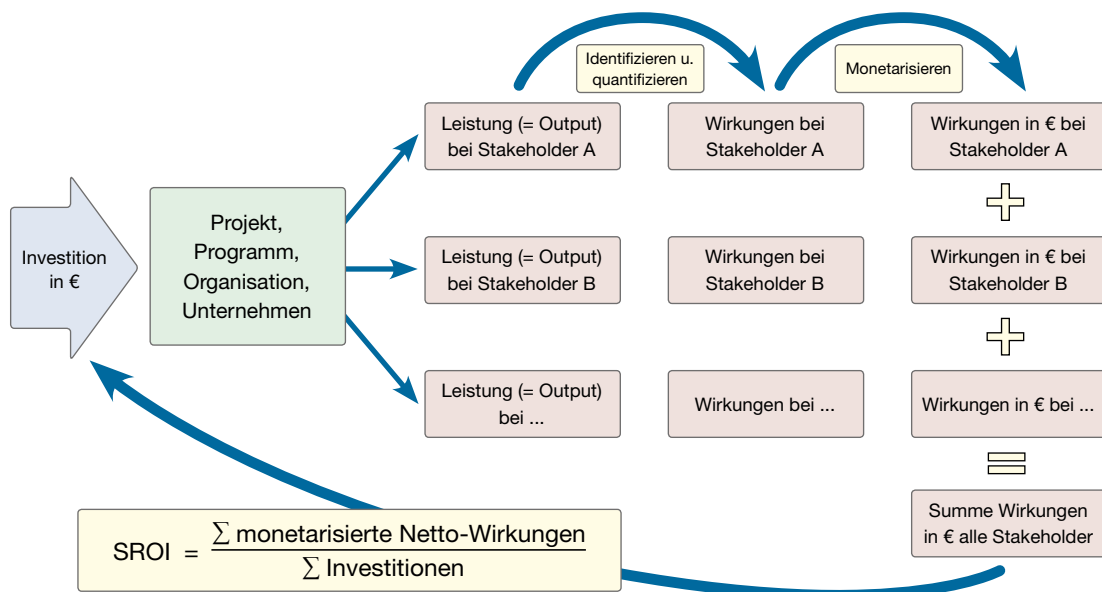 Identifizieren u.
quantifizieren
Monetarisieren
Leistung (= Output)
bei Stakeholder A
Wirkungen bei
Stakeholder A
Wirkungen in € bei
Stakeholder A
Investition
in €
Projekt,
Programm,
Organisation,
Unternehmen
Leistung (= Output)
bei Stakeholder B
Wirkungen bei
Stakeholder B
Wirkungen in € bei
Stakeholder B
Leistung (= Output)
bei ...
Wirkungen bei ...
Wirkungen in € bei ...
Summe Wirkungen
in € alle Stakeholder
SROI = ∑ monetarisierte Netto-Wirkungen
∑ Investitionen